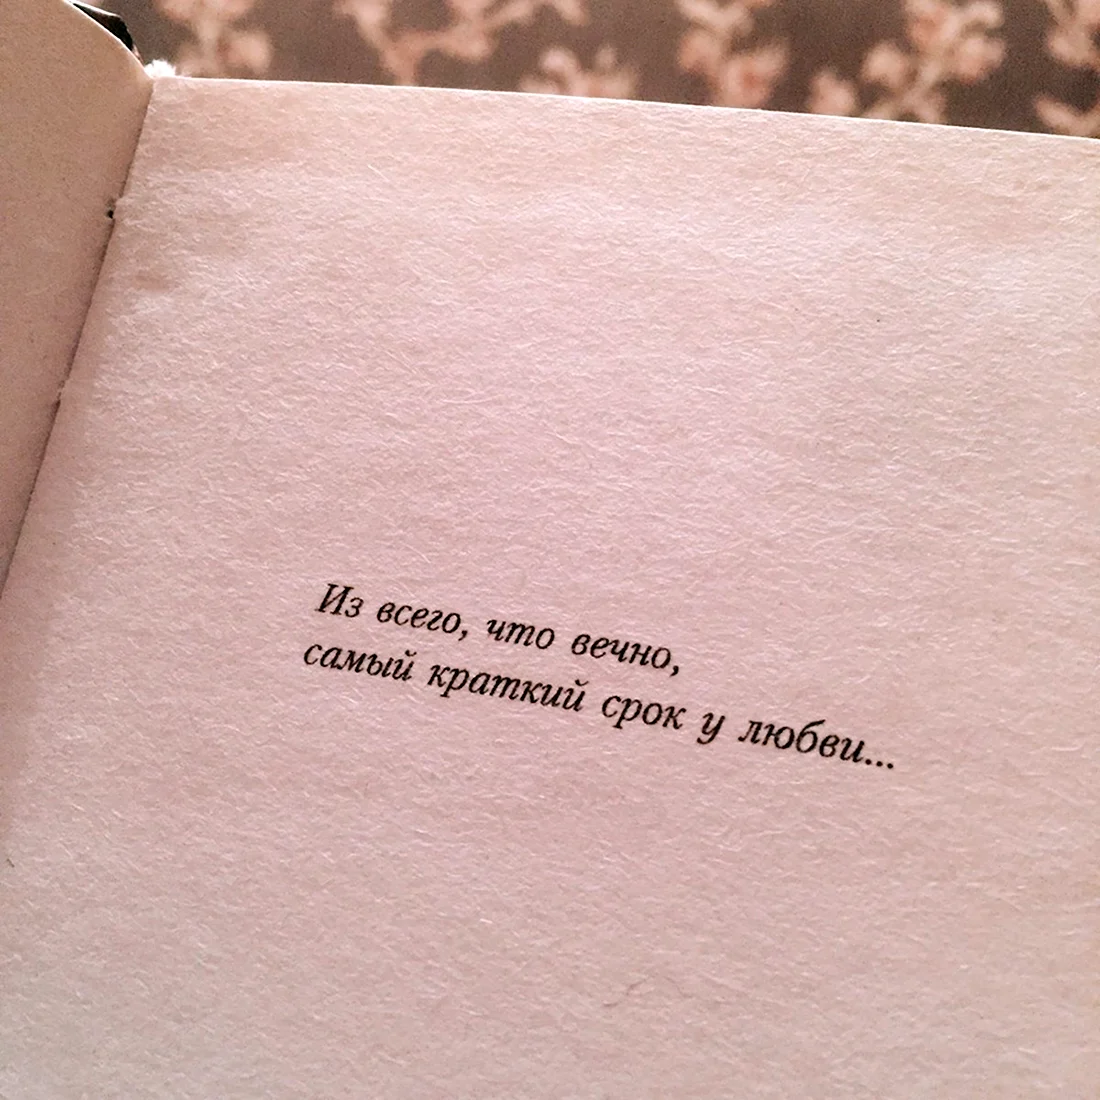 Из всего, что вечно,
самый краткий срок у любви...